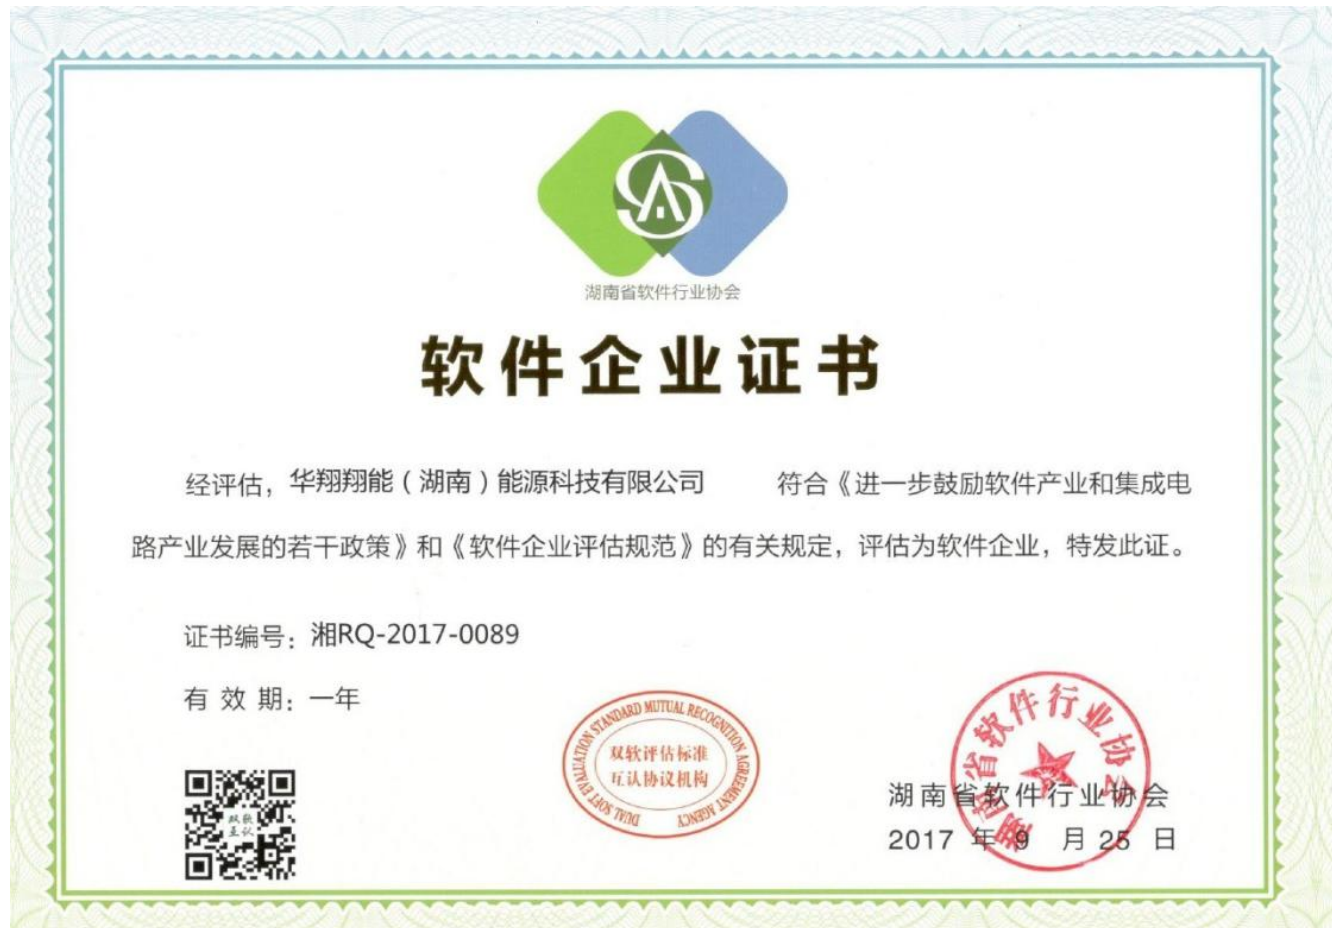 SA
湖南省软件行业协会
软件企业证书
经评估，华翔翔能（湖南）能源科技有限公司 符合《进一步鼓励软件产业和集成电
路产业发展的若干政策》和《软件企业评估规范》的有关规定，评估为软件企业，特发此证。
证书编号：湘RQ-2017-0089
有 效 期：一年
双软
互认
DUAL SOFT EVALUATION STANDARD MUTUAL RECOGNITION AGREEMENT AGENCY
双软评估标准
互认协议机构
湖南省软件行业协会
湖南省软件行业协会
2017 年 9 月 25 日